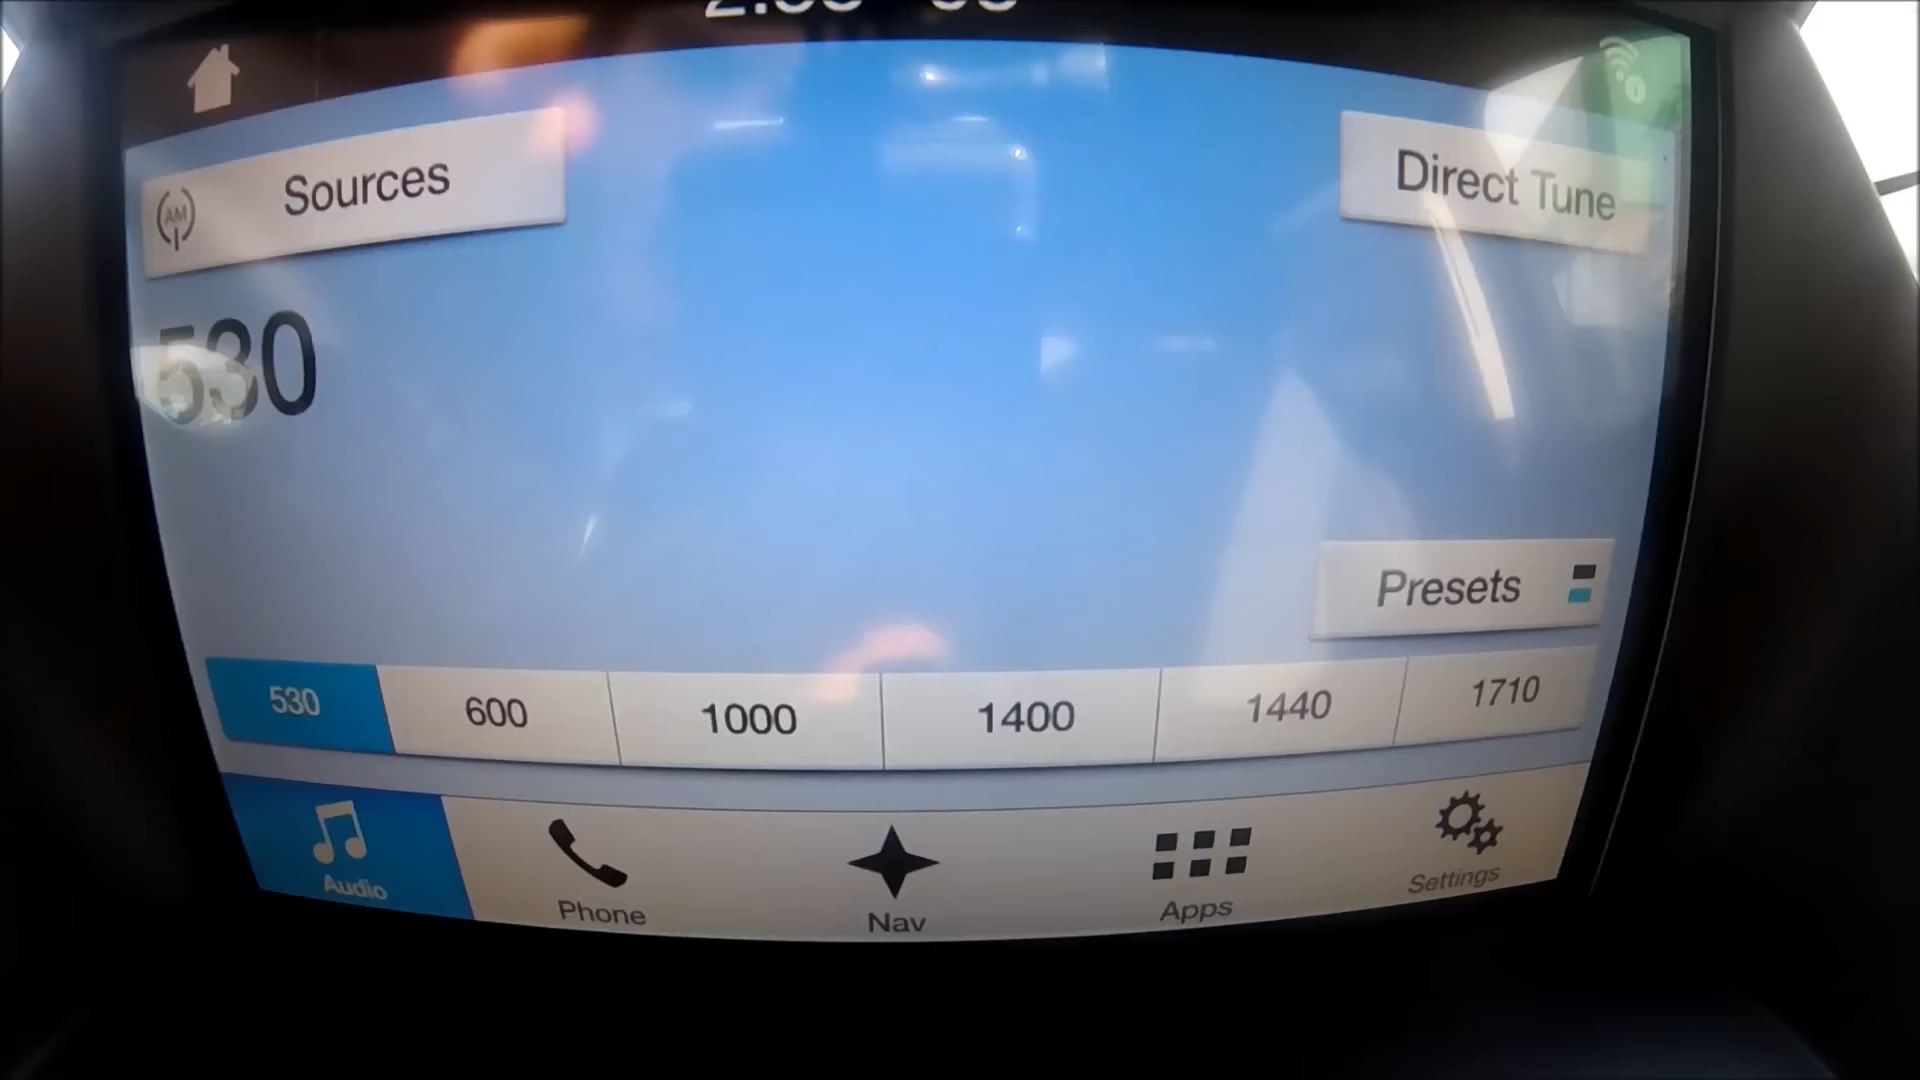 Sources
AM
Direct Tune
530
Presets
530 600 1000 1400 1440 1710
Audio Phone Nav Apps Settings